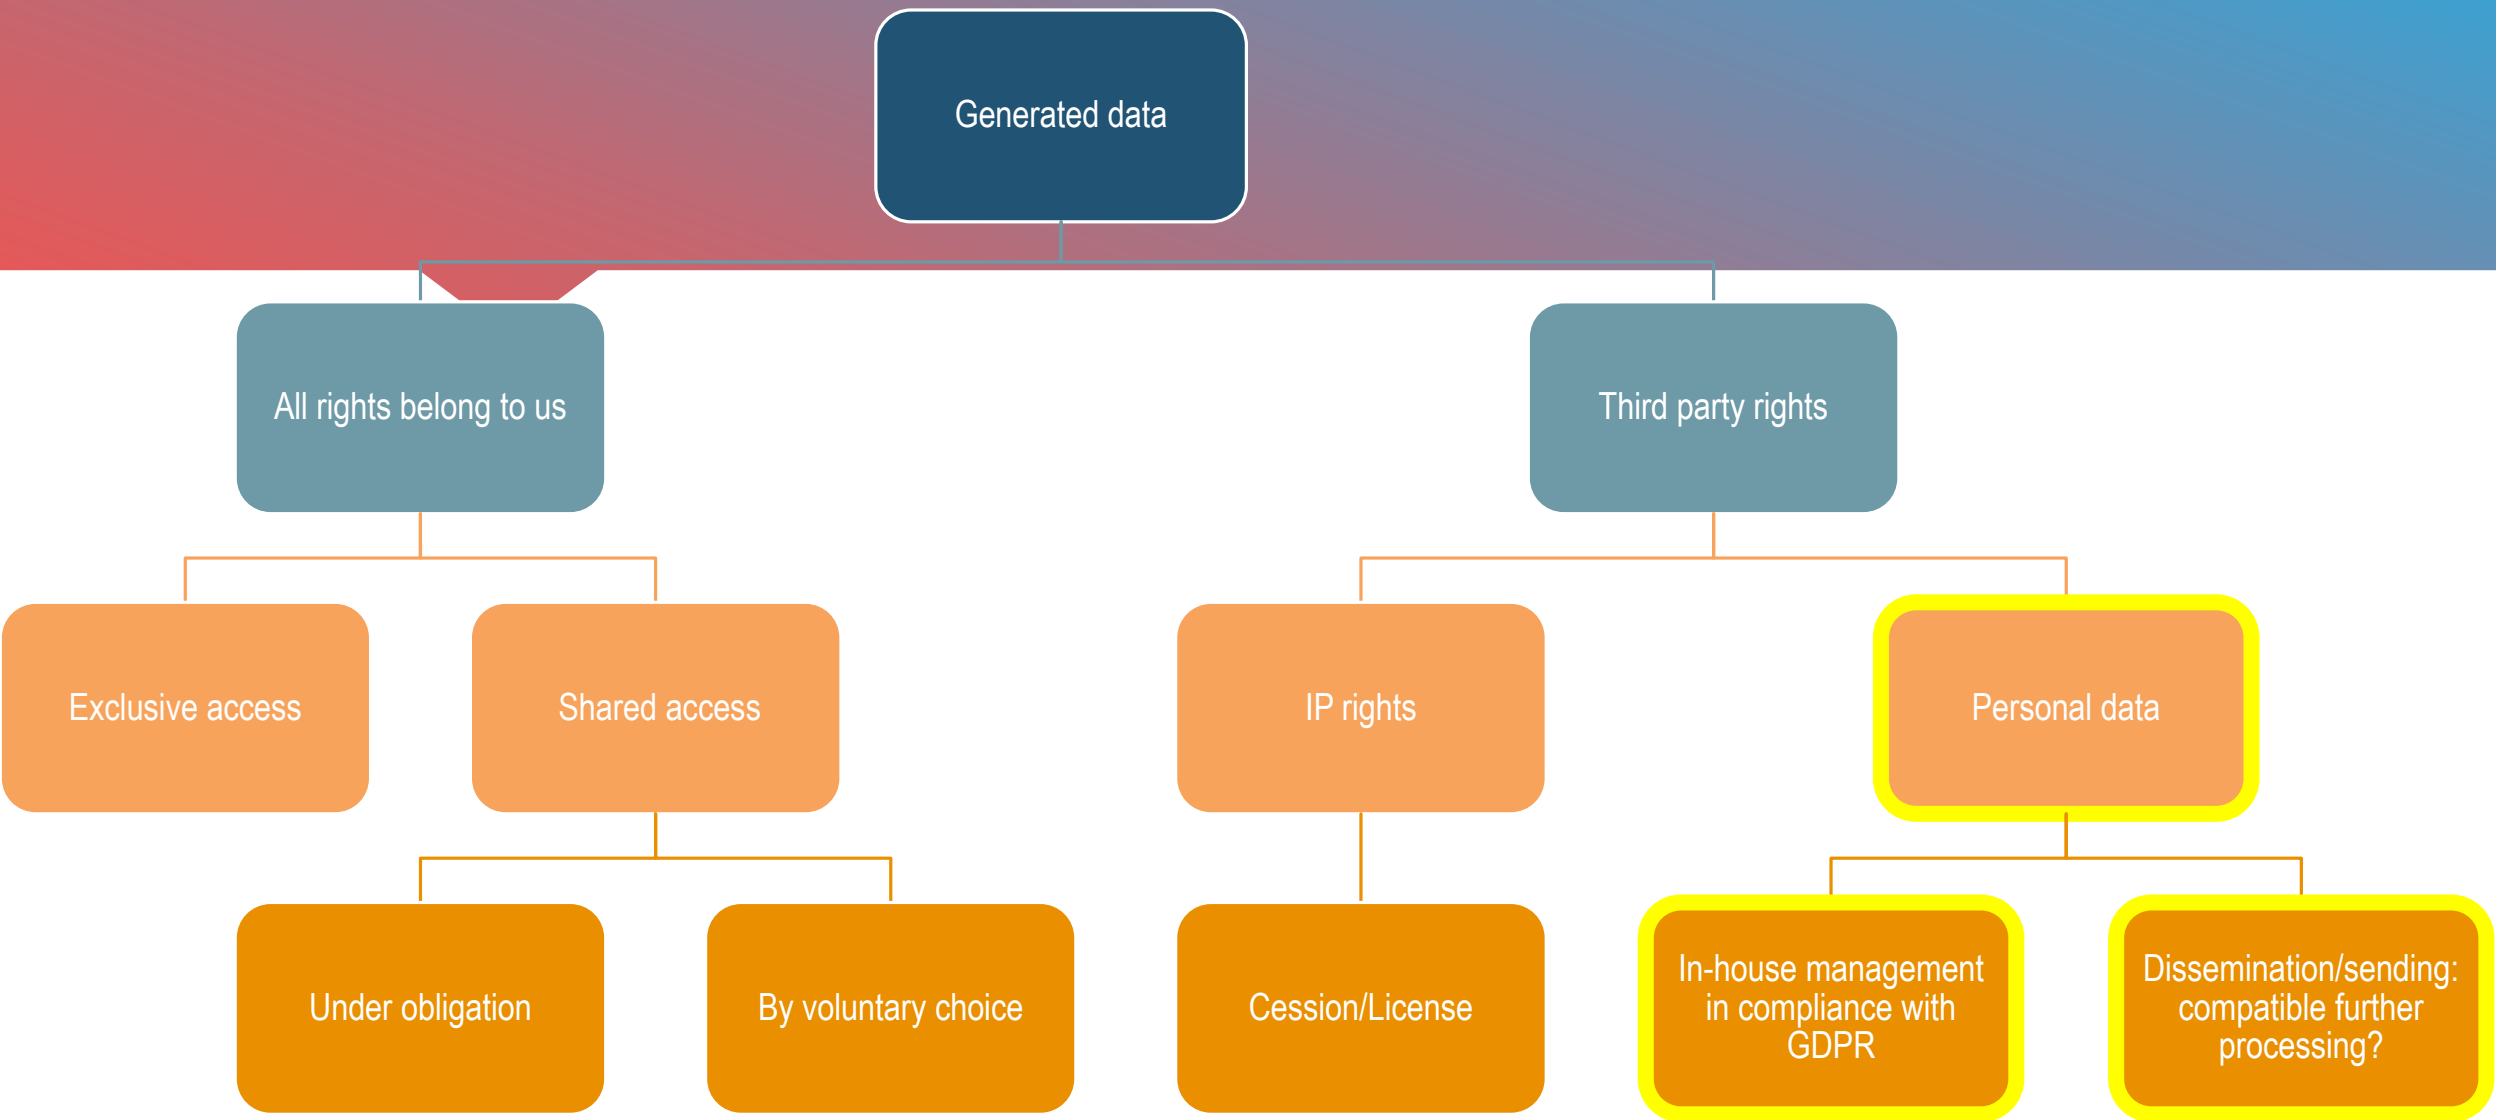 Generated data
All rights belong to us
Third party rights
Exclusive access
Shared access
IP rights
Personal data
Under obligation
By voluntary choice
Cession/License
In-house management
in compliance with
GDPR
Dissemination/sending:
compatible further
processing?